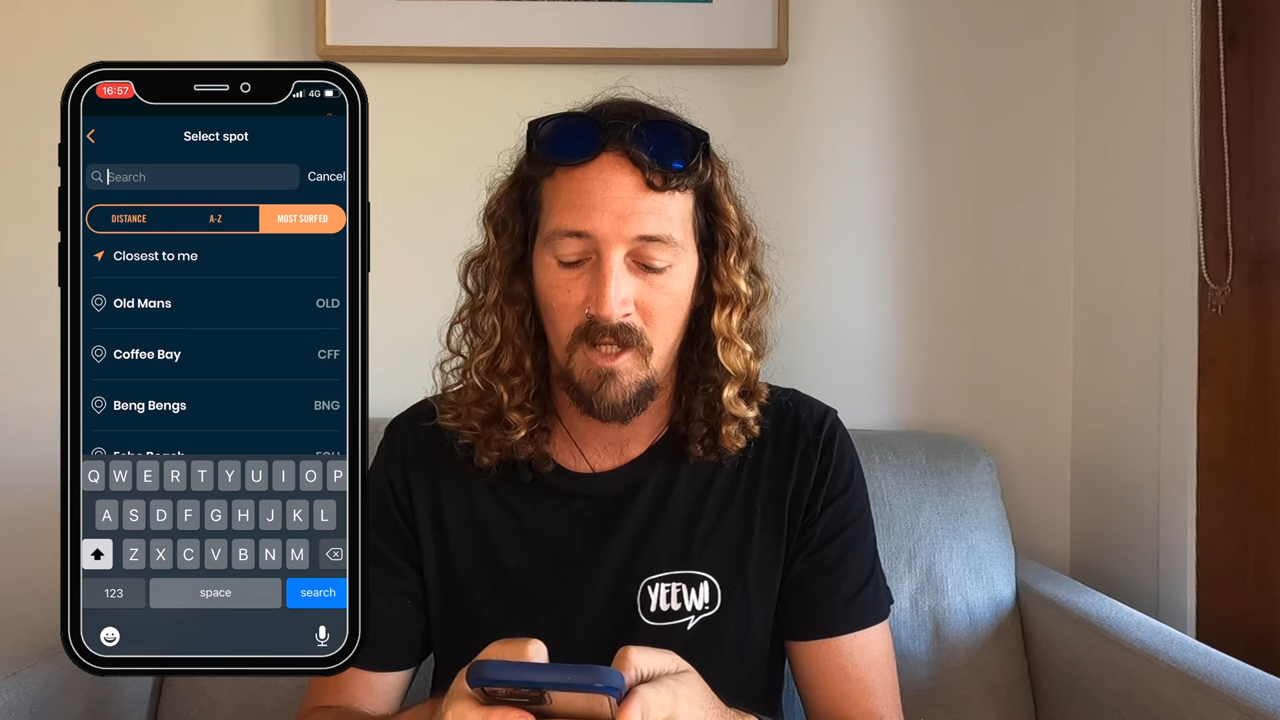 16:57
4G
Select spot
Search
Cancel
DISTANCE
A-Z
MOST SURFED
Closest to me
Old Mans
OLD
Coffee Bay
CFF
Beng Bengs
BNG
Q W E R T Y U I O P
A S D F G H J K L
Z X C V B N M
123
space
search
YEEW!